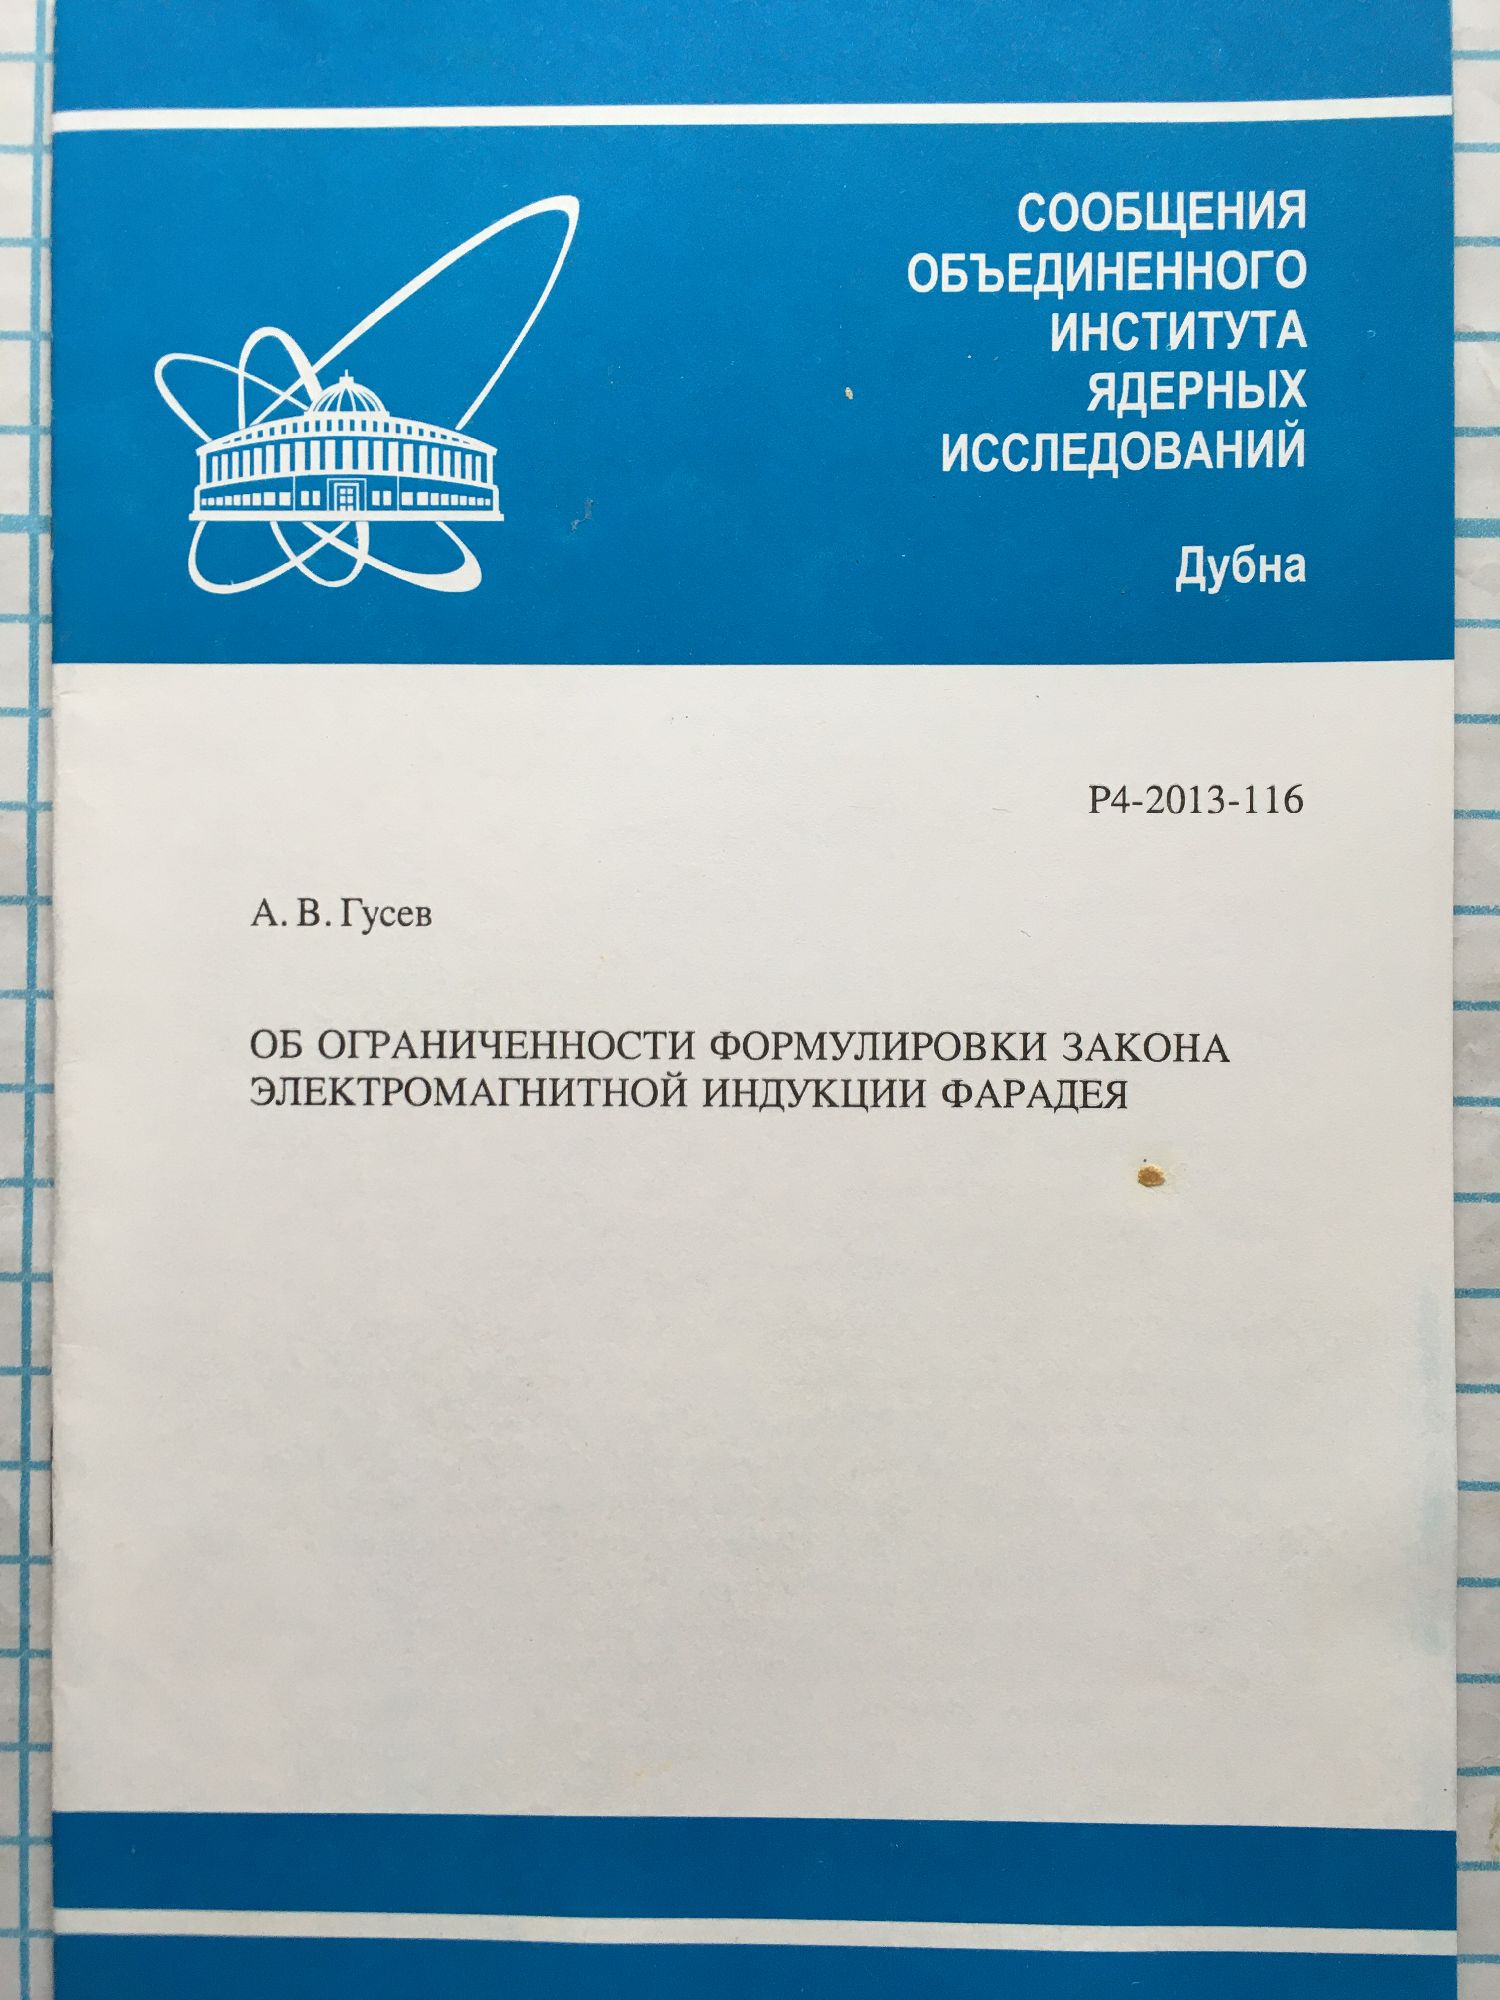 СООБЩЕНИЯ
ОБЪЕДИНЕННОГО
ИНСТИТУТА
ЯДЕРНЫХ
ИССЛЕДОВАНИЙ
Дубна
Р4-2013-116
А. В. Гусев
ОБ ОГРАНИЧЕННОСТИ ФОРМУЛИРОВКИ ЗАКОНА
ЭЛЕКТРОМАГНИТНОЙ ИНДУКЦИИ ФАРАДЕЯ